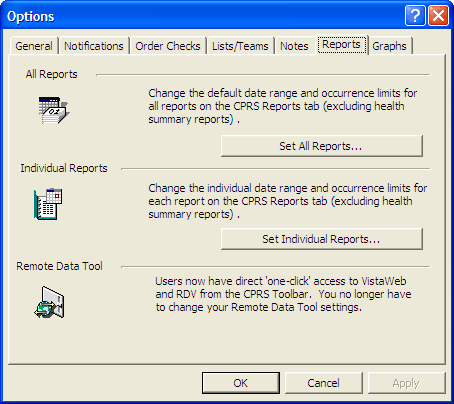 Options
General Notifications Order Checks Lists/Teams Notes Reports Graphs
All Reports
Change the default date range and occurrence limits for
all reports on the CPRS Reports tab (excluding health
summary reports) .
Set All Reports...
Individual Reports
Change the individual date range and occurrence limits for
each report on the CPRS Reports tab (excluding health
summary reports) .
Set Individual Reports...
Remote Data Tool
Users now have direct 'one-click' access to VistaWeb
and RDV from the CPRS Toolbar.  You no longer have
to change your Remote Data Tool settings.
OK Cancel Apply